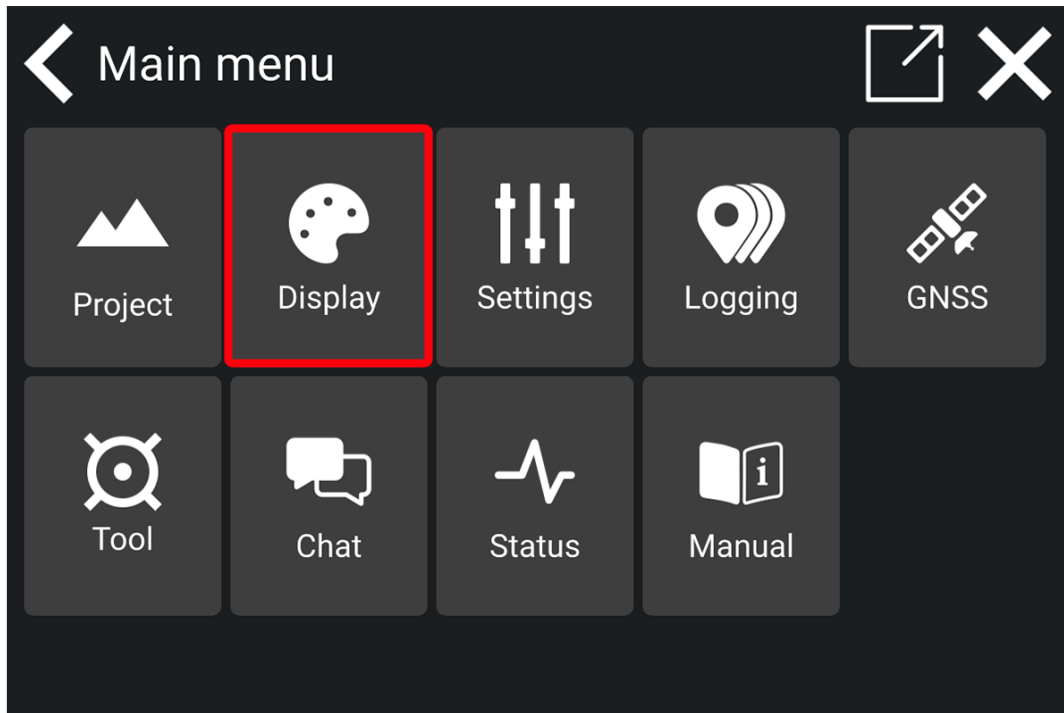 Main menu
Project
Display
Settings
Logging
GNSS
Tool
Chat
Status
i
Manual